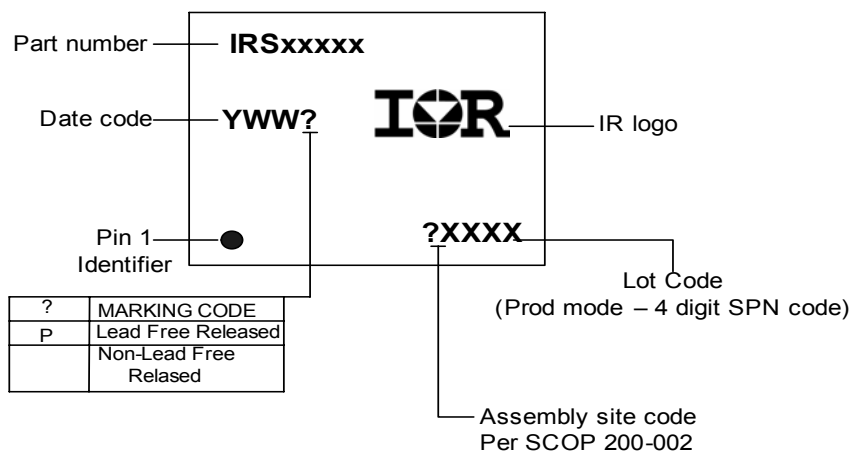 Part number
IRSxxxxx
Date code
YWW?
IOR
IR logo
Pin 1
Identifier
?XXXX
Lot Code
(Prod mode – 4 digit SPN code)
? MARKING CODE
P Lead Free Released
Non-Lead Free
Relased
Assembly site code
Per SCOP 200-002